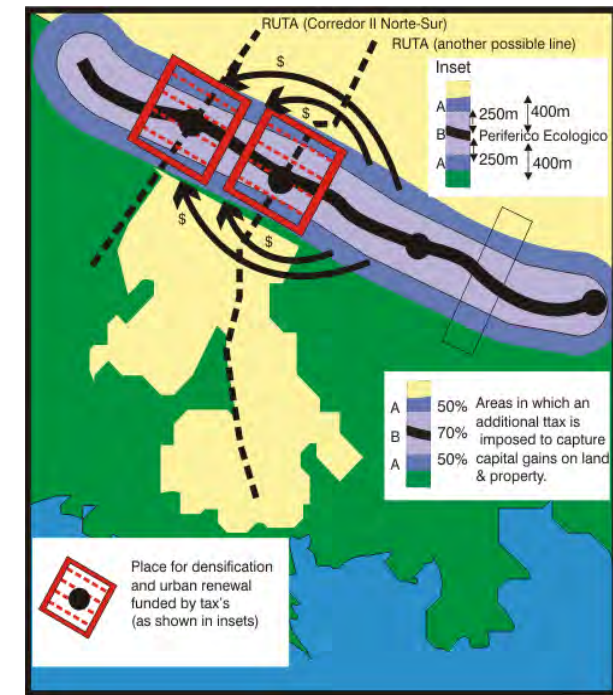 RUTA (Corredor II Norte-Sur)
RUTA (another possible line)
$
$
Inset
A
B
A
250m
400m
Periferico Ecologico
250m
400m
$
$
A 50% Areas in which an
additional ttax is
B 70% imposed to capture
capital gains on land
A 50% & property.
Place for densification
and urban renewal
funded by tax's
(as shown in insets)